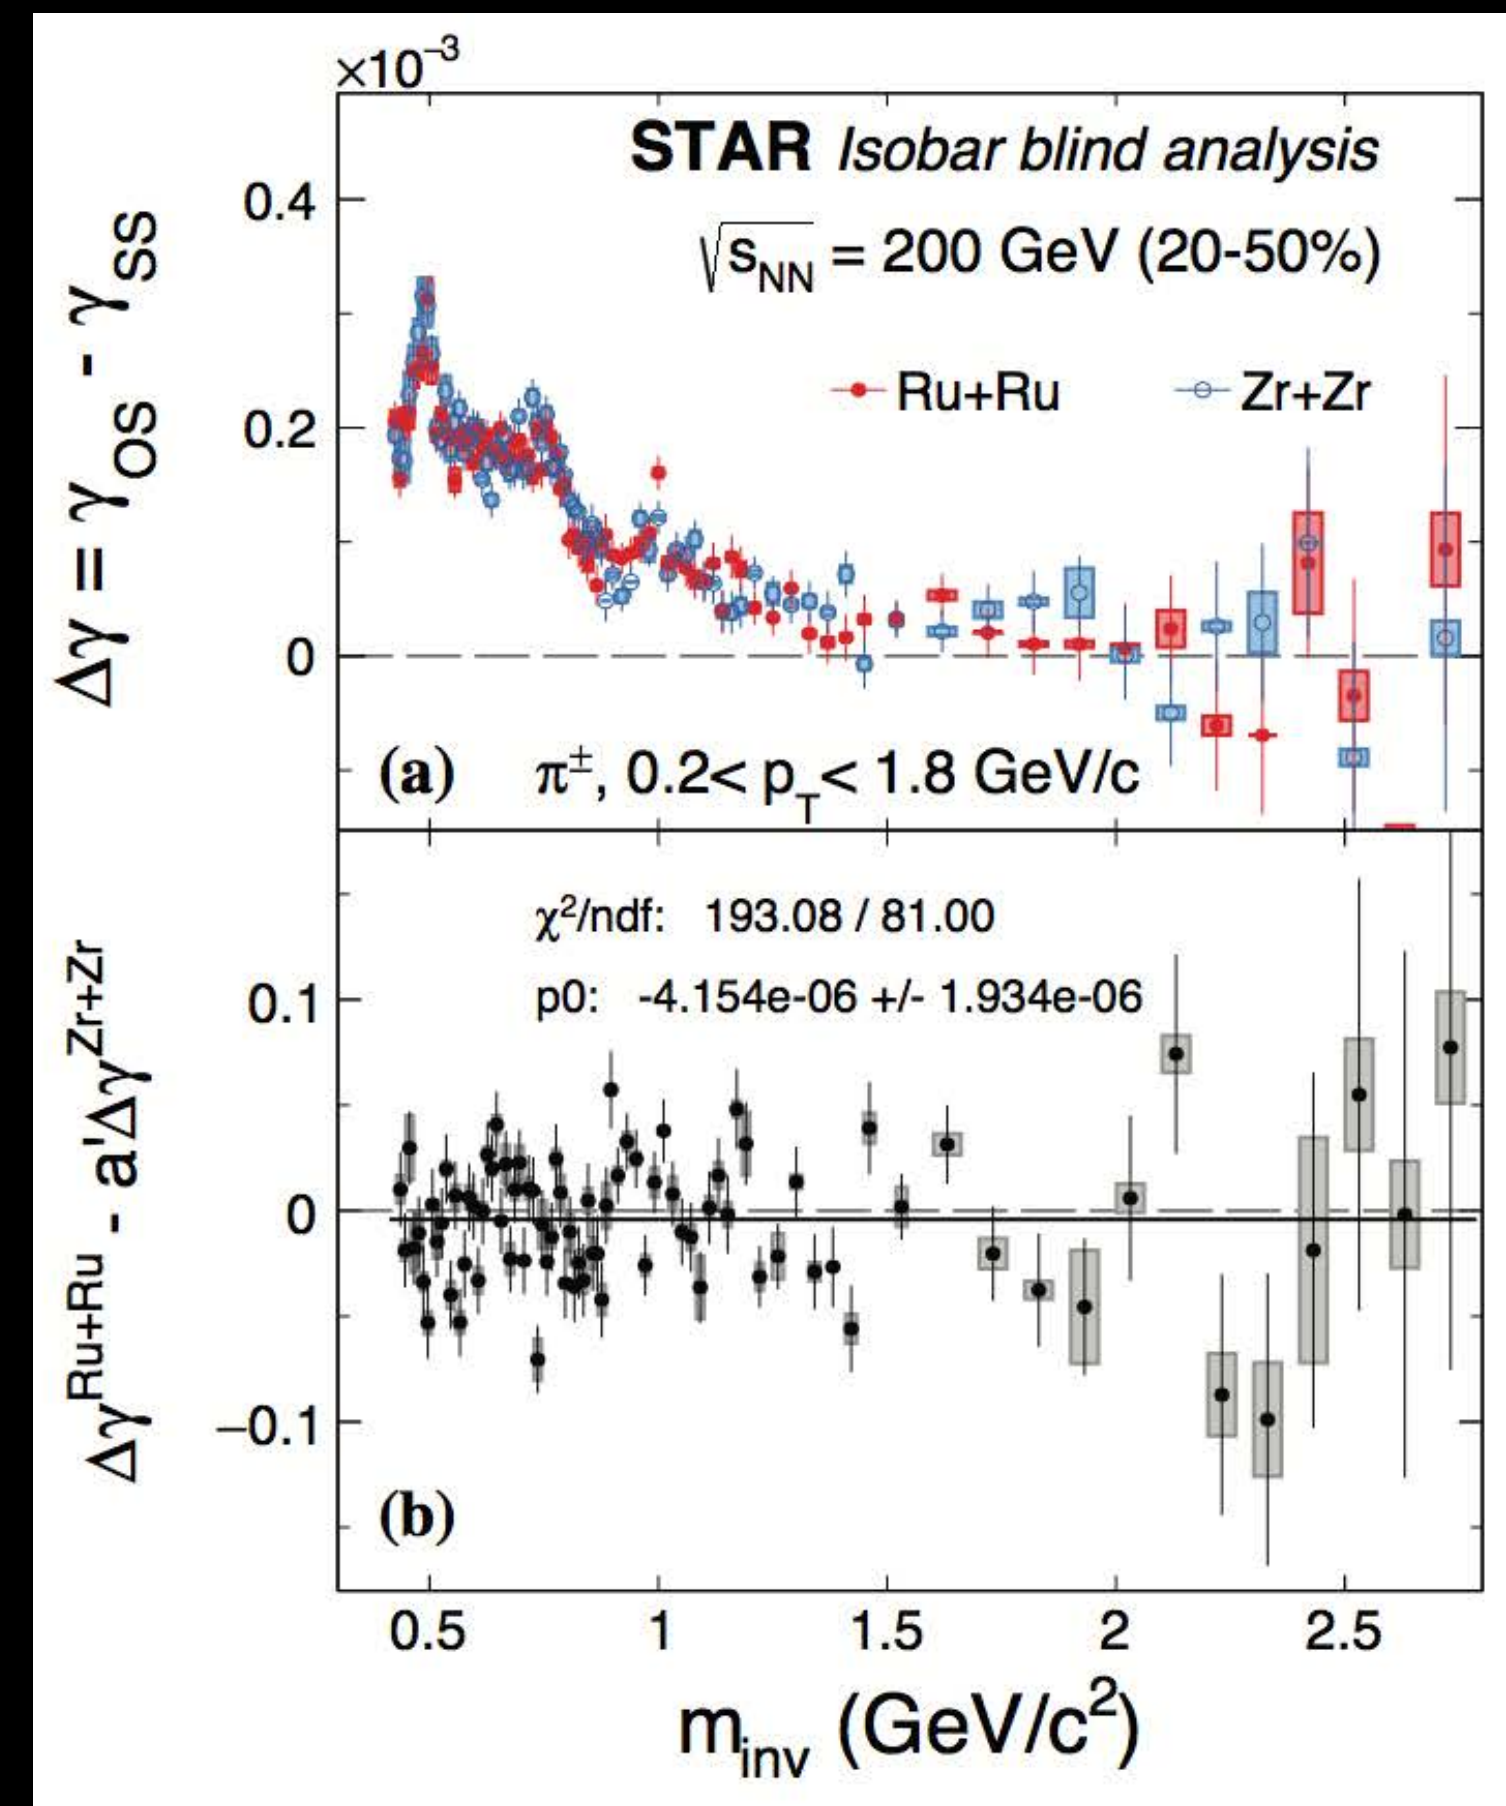 ×10⁻³
STAR Isobar blind analysis
√sNN = 200 GeV (20-50%)
Ru+Ru Zr+Zr
0.4
0.2
0
Δγ = γOS - γSS
(a) π±, 0.2< pT< 1.8 GeV/c
χ²/ndf: 193.08 / 81.00
p0: -4.154e-06 +/- 1.934e-06
0.1
0
−0.1
Δγ^Ru+Ru - a'Δγ^Zr+Zr
(b)
0.5 1 1.5 2 2.5
minv (GeV/c²)